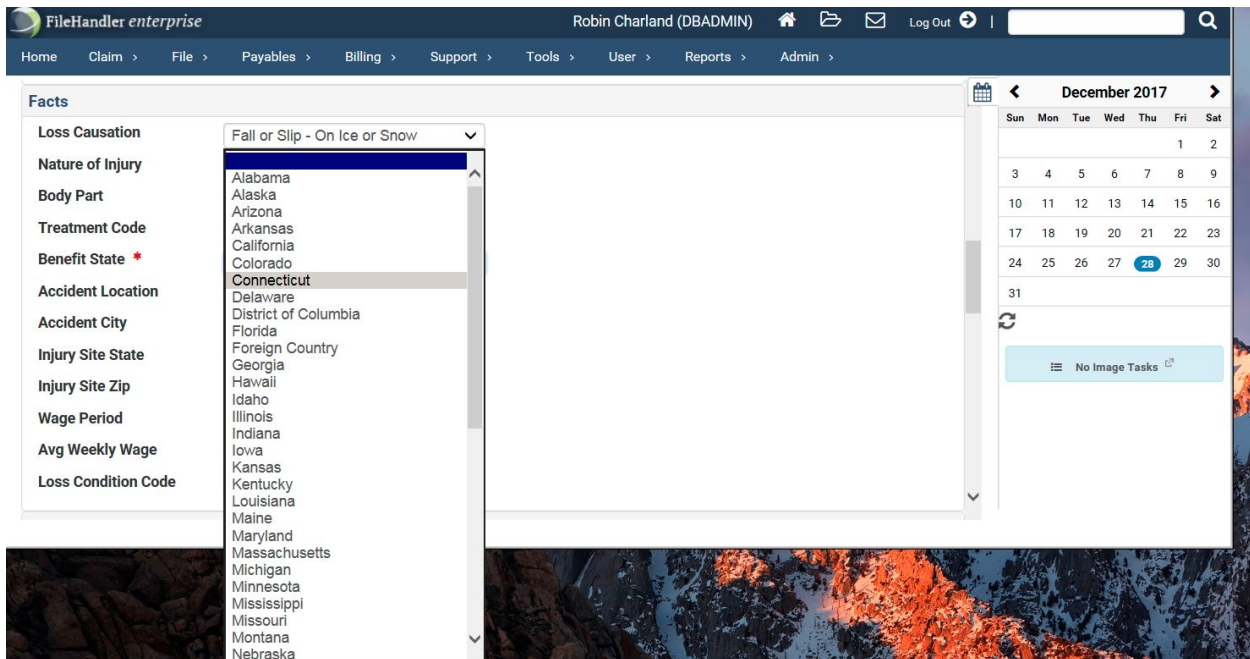 FileHandler enterprise
Robin Charland (DBADMIN)
Log Out
|
Home
Claim >
File >
Payables >
Billing >
Support >
Tools >
User >
Reports >
Admin >
Facts
Loss Causation
Fall or Slip - On Ice or Snow
Nature of Injury
Body Part
Treatment Code
Benefit State *
Accident Location
Accident City
Injury Site State
Injury Site Zip
Wage Period
Avg Weekly Wage
Loss Condition Code
Alabama
Alaska
Arizona
Arkansas
California
Colorado
Connecticut
Delaware
District of Columbia
Florida
Foreign Country
Georgia
Hawaii
Idaho
Illinois
Indiana
Iowa
Kansas
Kentucky
Louisiana
Maine
Maryland
Massachusetts
Michigan
Minnesota
Mississippi
Missouri
Montana
Nebraska
December 2017
Sun Mon Tue Wed Thu Fri Sat
1 2
3 4 5 6 7 8 9
10 11 12 13 14 15 16
17 18 19 20 21 22 23
24 25 26 27 28 29 30
31
No Image Tasks